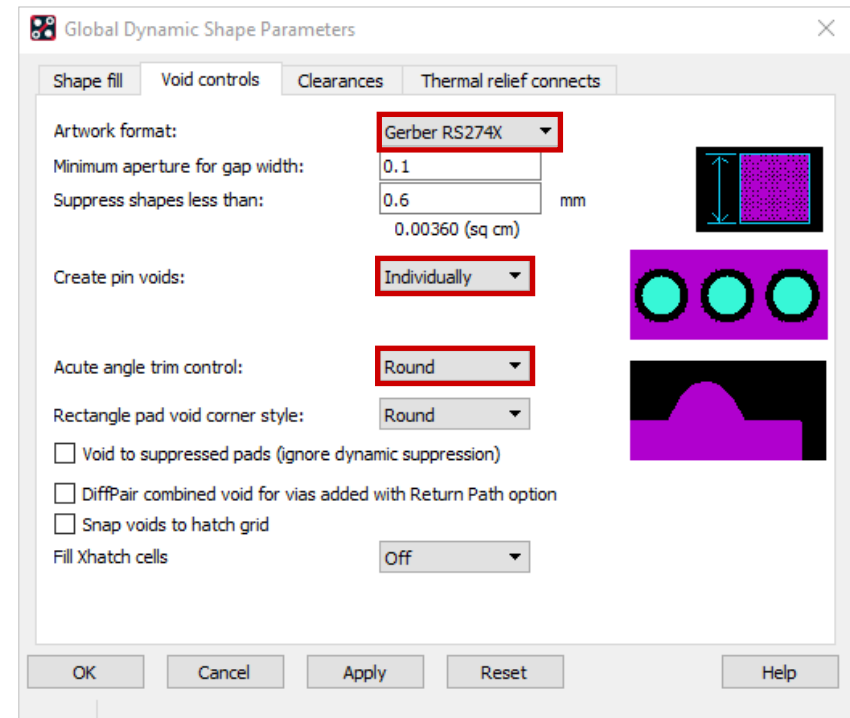 Global Dynamic Shape Parameters
Shape fill Void controls Clearances Thermal relief connects
Artwork format: Gerber RS274X
Minimum aperture for gap width: 0.1
Suppress shapes less than: 0.6 mm
0.00360 (sq cm)
Create pin voids: Individually
Acute angle trim control: Round
Rectangle pad void corner style: Round
Void to suppressed pads (ignore dynamic suppression)
DiffPair combined void for vias added with Return Path option
Snap voids to hatch grid
Fill Xhatch cells Off
OK Cancel Apply Reset Help